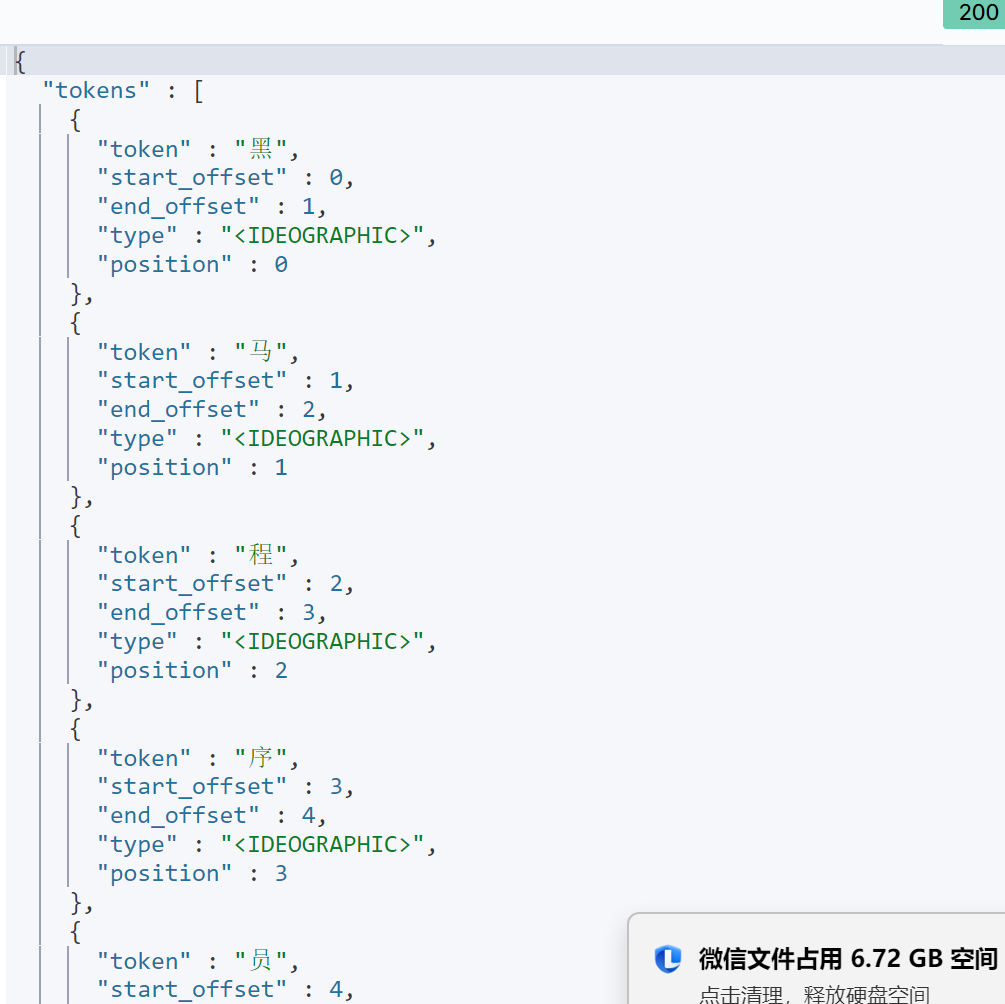 200
{
  "tokens" : [
    {
      "token" : "黑",
      "start_offset" : 0,
      "end_offset" : 1,
      "type" : "<IDEOGRAPHIC>",
      "position" : 0
    },
    {
      "token" : "马",
      "start_offset" : 1,
      "end_offset" : 2,
      "type" : "<IDEOGRAPHIC>",
      "position" : 1
    },
    {
      "token" : "程",
      "start_offset" : 2,
      "end_offset" : 3,
      "type" : "<IDEOGRAPHIC>",
      "position" : 2
    },
    {
      "token" : "序",
      "start_offset" : 3,
      "end_offset" : 4,
      "type" : "<IDEOGRAPHIC>",
      "position" : 3
    },
    {
      "token" : "员",
      "start_offset" : 4,
微信文件占用 6.72 GB 空间
点击清理，释放硬盘空间